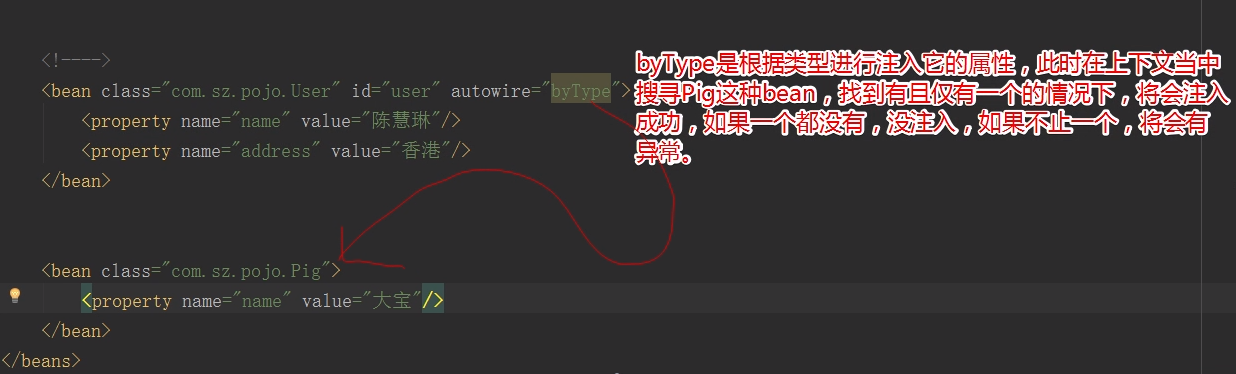 <!---->
<bean class="com.sz.pojo.User" id="user" autowire="byType">
<property name="name" value="陈慧琳"/>
<property name="address" value="香港"/>
</bean>
byType是根据类型进行注入它的属性，此时在上下文当中
搜寻Pig这种bean，找到有且仅有一个的情况下，将会注入
成功，如果一个都没有，没注入，如果不止一个，将会有
异常。
<bean class="com.sz.pojo.Pig">
<property name="name" value="大宝"/>
</bean>
</beans>